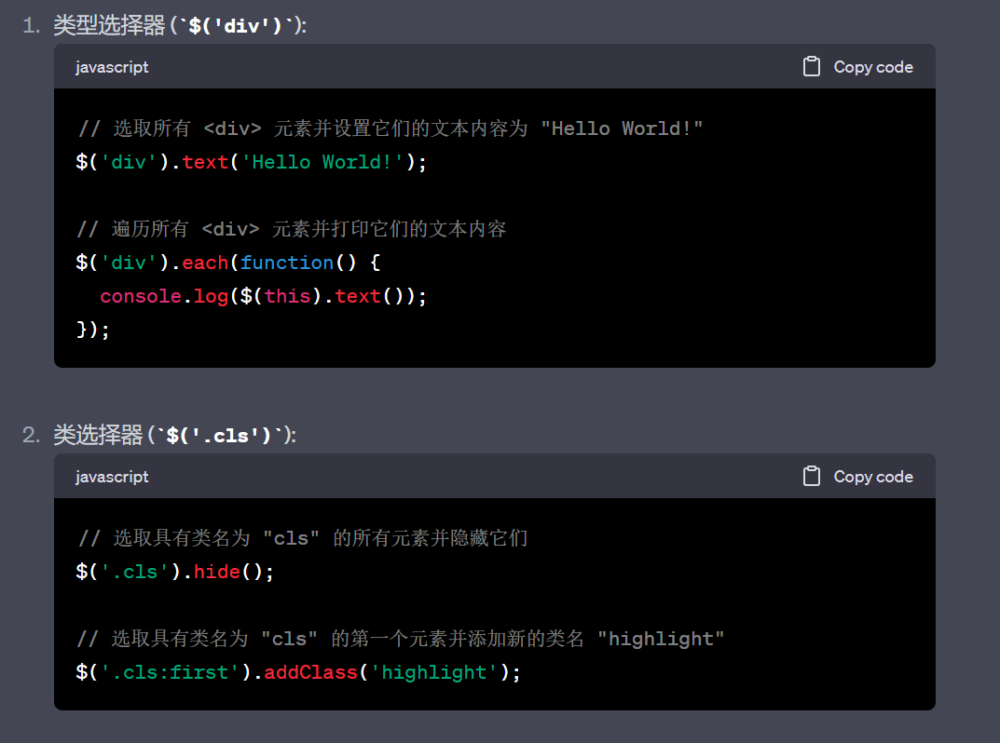 1. 类型选择器 (`$('div')`):
javascript Copy code
// 选取所有 <div> 元素并设置它们的文本内容为 "Hello World!"
$('div').text('Hello World!');
// 遍历所有 <div> 元素并打印它们的文本内容
$('div').each(function() {
  console.log($(this).text());
});
2. 类选择器 (`$('.cls')`):
javascript Copy code
// 选取具有类名为 "cls" 的所有元素并隐藏它们
$('.cls').hide();
// 选取具有类名为 "cls" 的第一个元素并添加新的类名 "highlight"
$('.cls:first').addClass('highlight');